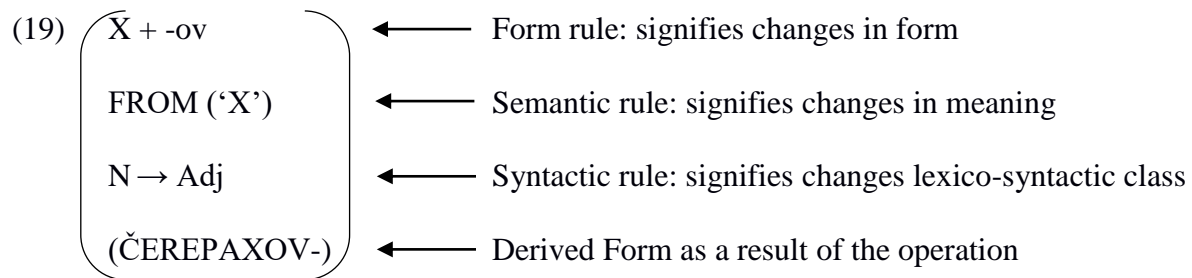 (19) X + -ov Form rule: signifies changes in form
FROM (‘X’) Semantic rule: signifies changes in meaning
N → Adj Syntactic rule: signifies changes lexico-syntactic class
(ČEREPAXOV-) Derived Form as a result of the operation